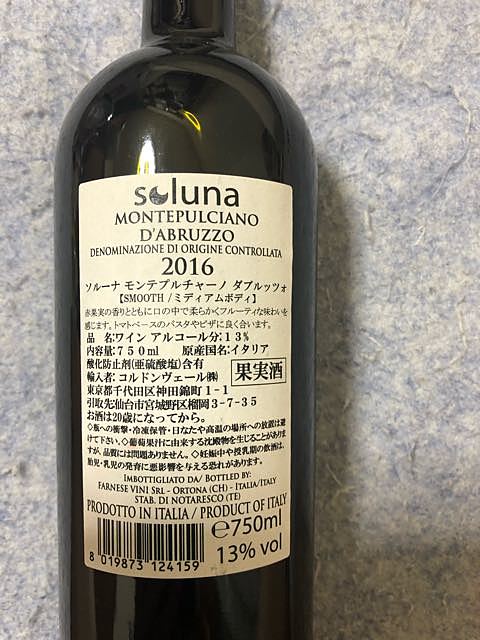 soluna
MONTEPULCIANO
D'ABRUZZO
DENOMINAZIONE DI ORIGINE CONTROLLATA
2016
ソルーナ モンテプルチャーノ ダブルッツォ
【SMOOTH / ミディアムボディ】
赤果実の香りとともに口の中で柔らかくフルーティな味わいを
感じます。トマトベースのパスタやピザに良く合います。
品 名:ワイン アルコール分:13%
内容量:750ml 原産国名:イタリア
酸化防止剤(亜硫酸塩)含有
輸入者:コルドンヴェール㈱
果実酒
東京都千代田区神田錦町1-1
引取先仙台市宮城野区榴岡3-7-35
お酒は20歳になってから。
◇瓶への衝撃・冷凍保管・日なたや高温の場所への放置は避
けて下さい。◇葡萄果汁に由来する沈殿物を生じることがありま
すが、品質には問題ありません。◇妊娠中や授乳期の飲酒は、
胎児・乳児の発育に悪影響を与える恐れがあります。
IMBOTTIGLIATO DA/ BOTTLED BY:
FARNESE VINI SRL - ORTONA (CH) - ITALIA/ITALY
STAB. DI NOTARESCO (TE)
PRODOTTO IN ITALIA / PRODUCT OF ITALY
℮750ml
13% vol
8 019873 124159